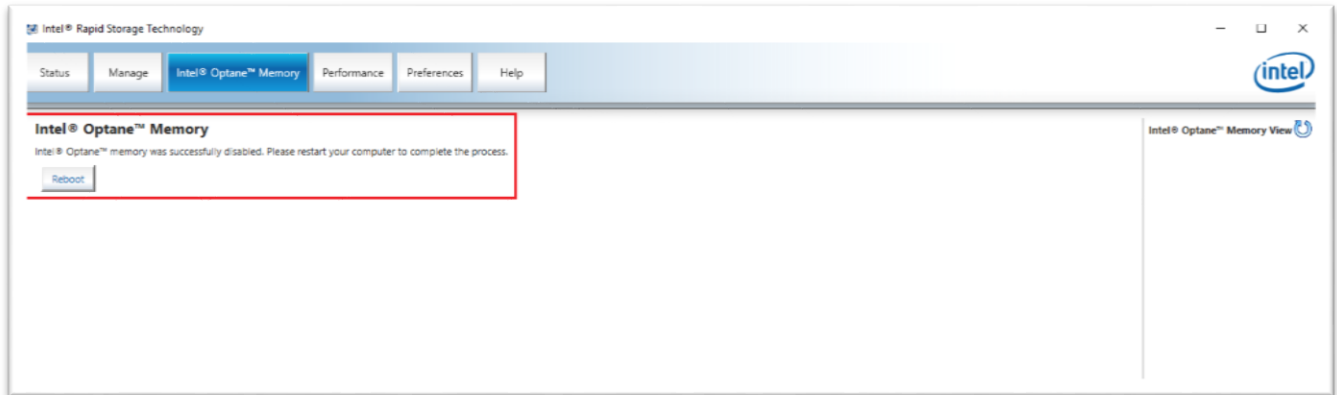 Intel® Rapid Storage Technology
Status Manage Intel® Optane™ Memory Performance Preferences Help
intel
Intel® Optane™ Memory
Intel® Optane™ memory was successfully disabled. Please restart your computer to complete the process.
Reboot
Intel® Optane™ Memory View